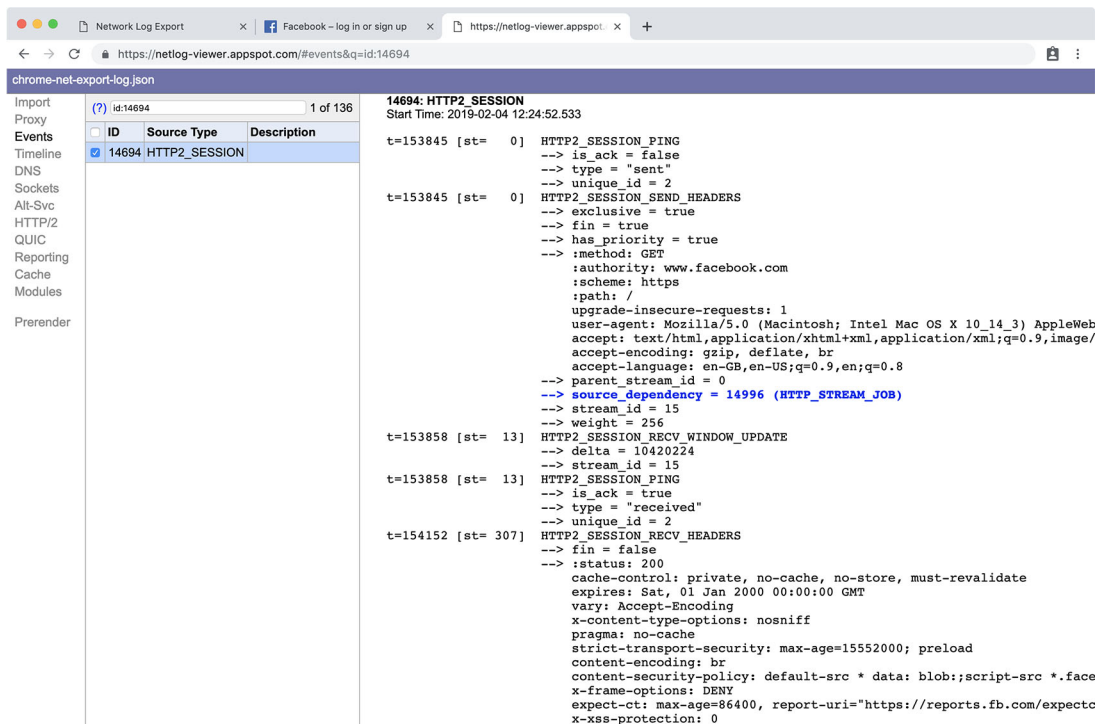 Network Log Export
Facebook – log in or sign up
https://netlog-viewer.appspot.
https://netlog-viewer.appspot.com/#events&q=id:14694
chrome-net-export-log.json
Import
Proxy
Events
Timeline
DNS
Sockets
Alt-Svc
HTTP/2
QUIC
Reporting
Cache
Modules
Prerender
(?) id:14694 1 of 136
ID Source Type Description
14694 HTTP2_SESSION
14694: HTTP2_SESSION
Start Time: 2019-02-04 12:24:52.533
t=153845 [st=   0]  HTTP2_SESSION_PING
--> is_ack = false
--> type = "sent"
--> unique_id = 2
t=153845 [st=   0]  HTTP2_SESSION_SEND_HEADERS
--> exclusive = true
--> fin = true
--> has_priority = true
--> :method: GET
:authority: www.facebook.com
:scheme: https
:path: /
upgrade-insecure-requests: 1
user-agent: Mozilla/5.0 (Macintosh; Intel Mac OS X 10_14_3) AppleWeb
accept: text/html,application/xhtml+xml,application/xml;q=0.9,image/
accept-encoding: gzip, deflate, br
accept-language: en-GB,en-US;q=0.9,en;q=0.8
--> parent_stream_id = 0
--> source_dependency = 14996 (HTTP_STREAM_JOB)
--> stream_id = 15
--> weight = 256
t=153858 [st=  13]  HTTP2_SESSION_RECV_WINDOW_UPDATE
--> delta = 10420224
--> stream_id = 15
t=153858 [st=  13]  HTTP2_SESSION_PING
--> is_ack = true
--> type = "received"
--> unique_id = 2
t=154152 [st= 307]  HTTP2_SESSION_RECV_HEADERS
--> fin = false
--> :status: 200
cache-control: private, no-cache, no-store, must-revalidate
expires: Sat, 01 Jan 2000 00:00:00 GMT
vary: Accept-Encoding
x-content-type-options: nosniff
pragma: no-cache
strict-transport-security: max-age=15552000; preload
content-encoding: br
content-security-policy: default-src * data: blob:;script-src *.face
x-frame-options: DENY
expect-ct: max-age=86400, report-uri="https://reports.fb.com/expectc
x-xss-protection: 0